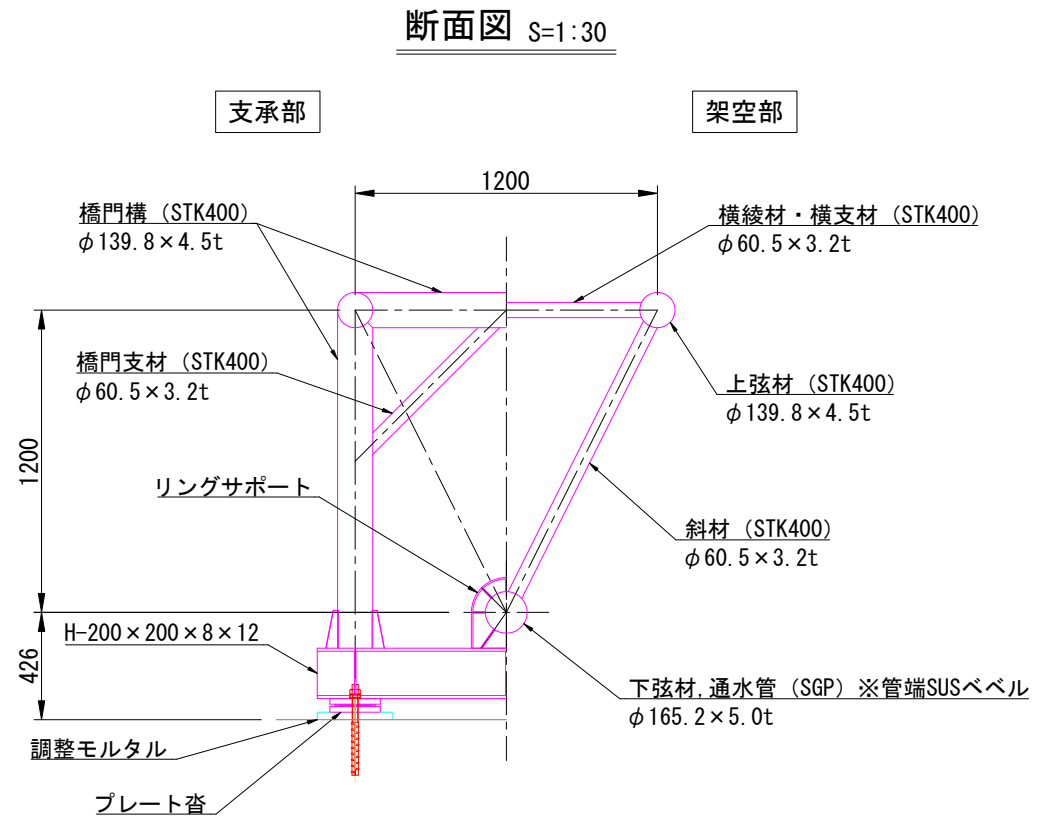 断面図 S=1:30
支承部
架空部
1200
橋門構 (STK400)
φ139.8×4.5t
横綾材・横支材 (STK400)
φ60.5×3.2t
橋門支材 (STK400)
φ60.5×3.2t
上弦材 (STK400)
φ139.8×4.5t
1200
リングサポート
斜材 (STK400)
φ60.5×3.2t
H-200×200×8×12
426
下弦材,通水管 (SGP) ※管端SUSベベル
φ165.2×5.0t
調整モルタル
プレート沓